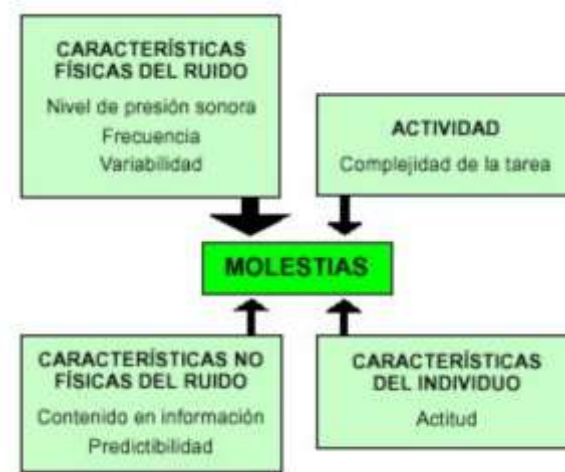 CARACTERÍSTICAS
FÍSICAS DEL RUIDO
Nivel de presión sonora
Frecuencia
Variabilidad
ACTIVIDAD
Complejidad de la tarea
MOLESTIAS
CARACTERÍSTICAS NO
FÍSICAS DEL RUIDO
Contenido en información
Predictibilidad
CARACTERÍSTICAS
DEL INDIVIDUO
Actitud